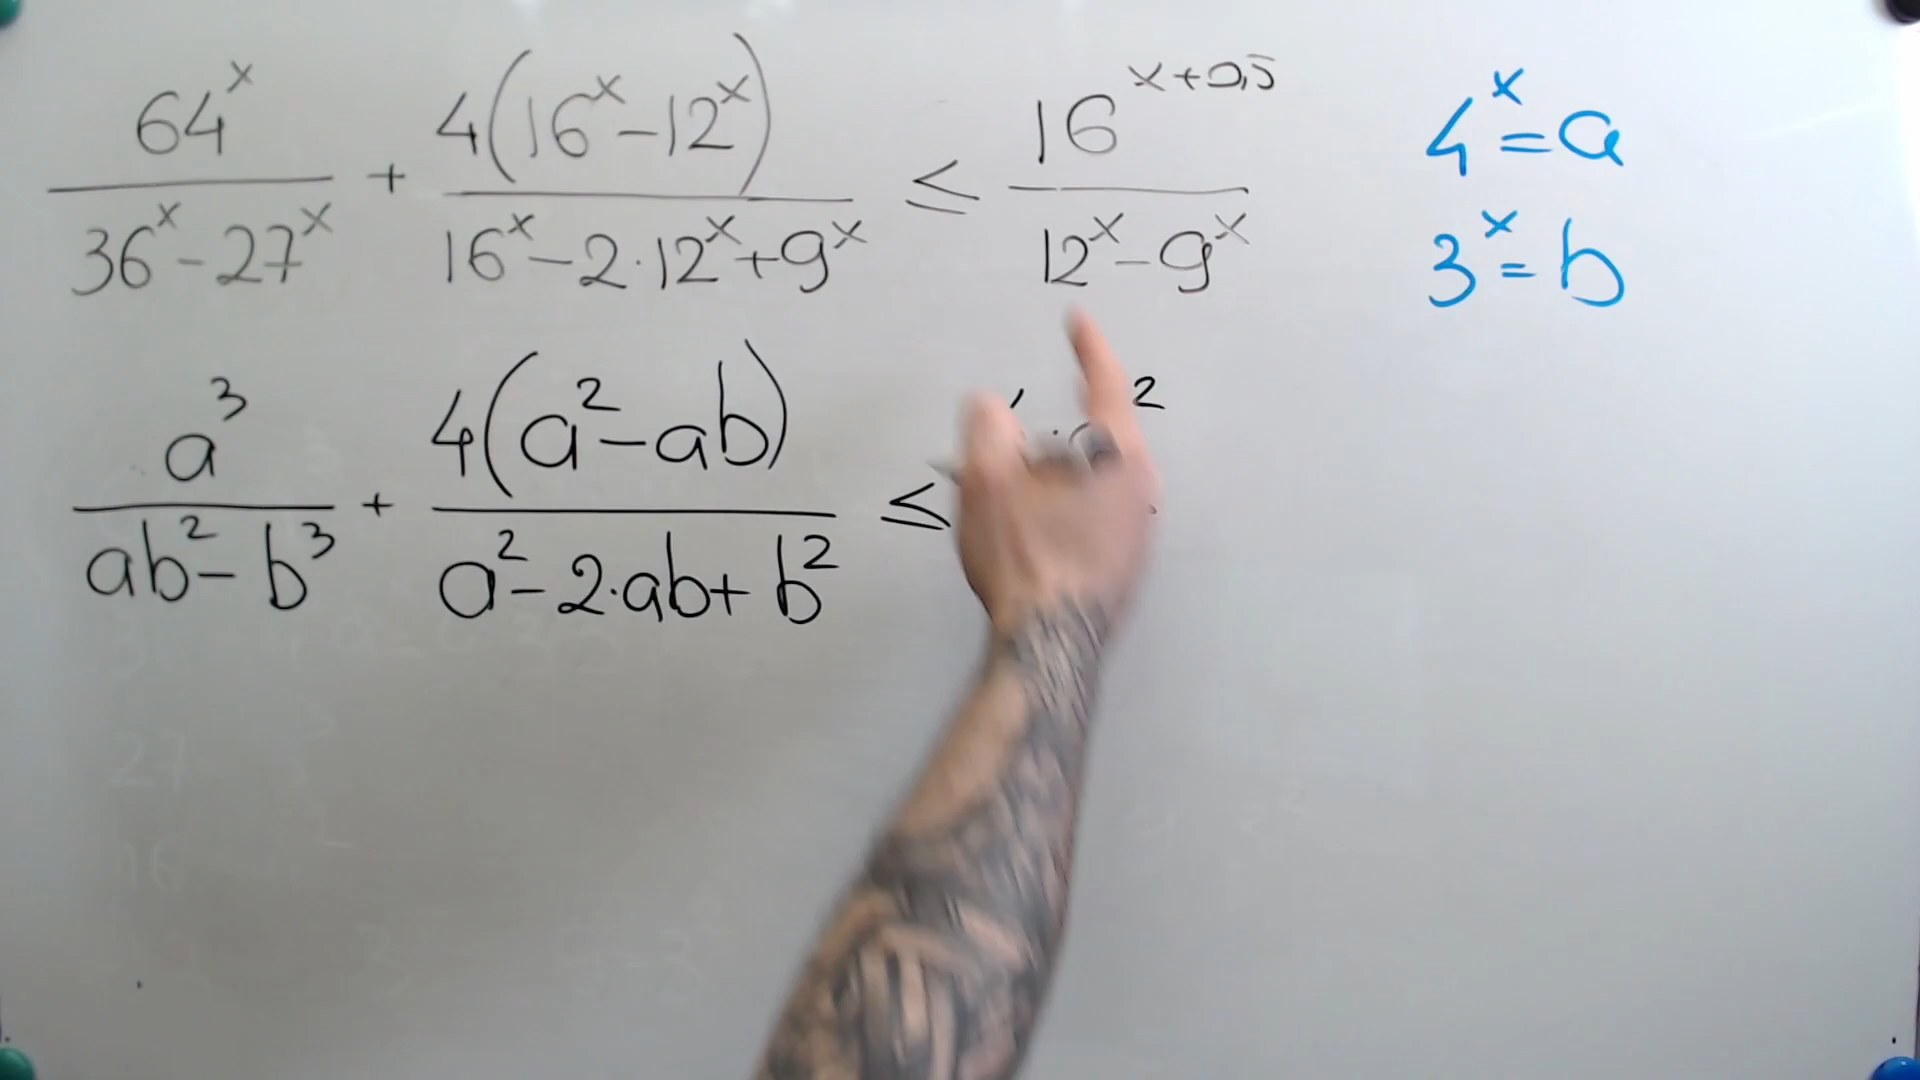 64^x/(36^x-27^x) + 4(16^x-12^x)/(16^x-2·12^x+9^x) ≤ 16^(x+0,5)/(12^x-9^x)
4^x=a
3^x=b
a^3/(ab^2-b^3) + 4(a^2-ab)/(a^2-2·ab+b^2) ≤